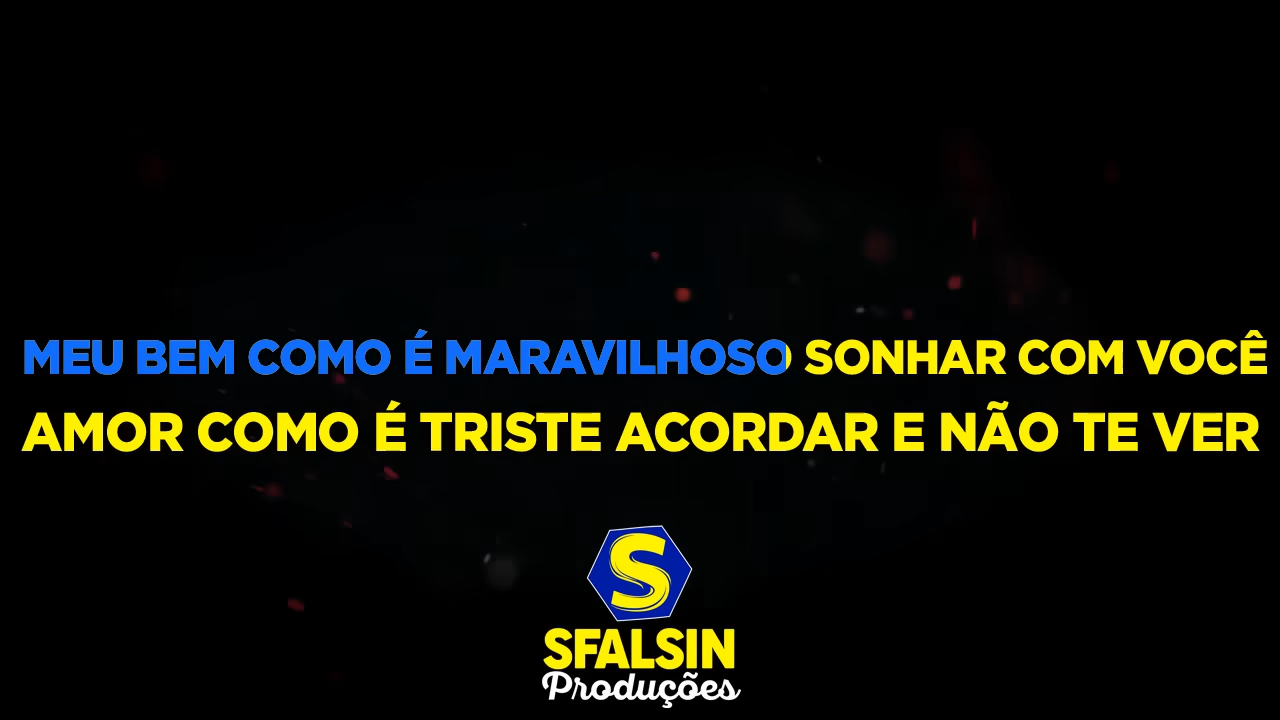 MEU BEM COMO É MARAVILHOSO SONHAR COM VOCÊ
AMOR COMO É TRISTE ACORDAR E NÃO TE VER
S
SFALSIN
Produções